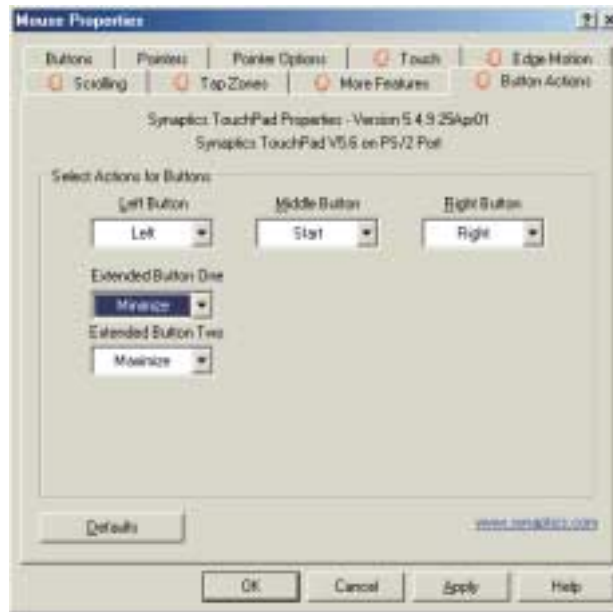 Mouse Properties
Buttons Pointers Pointer Options Touch Edge Motion
Scrolling Tap Zones More Features Button Actions
Synaptics TouchPad Properties - Version 5.4.9 25Apr01
Synaptics TouchPad V5.6 on PS/2 Port
Select Actions for Buttons
Left Button Middle Button Right Button
Left Start Right
Extended Button One
Minimize
Extended Button Two
Maximize
Defaults www.synaptics.com
OK Cancel Apply Help